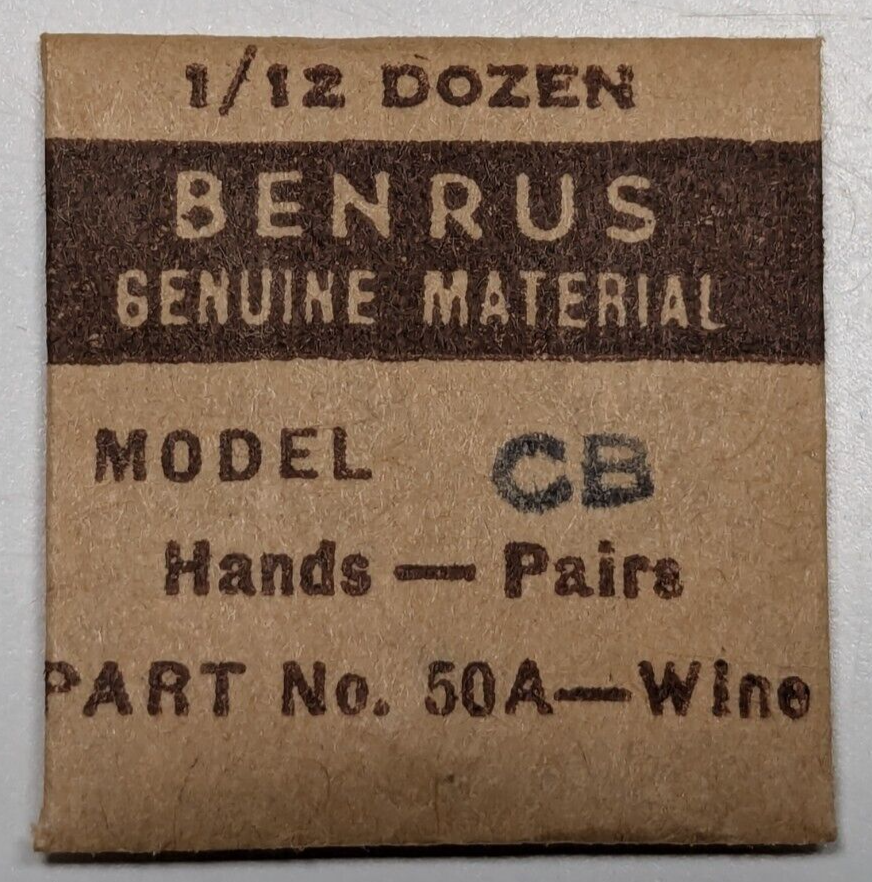 1/12 DOZEN
BENRUS
GENUINE MATERIAL
MODEL CB
Hands — Pairs
PART No. 50A—Wine